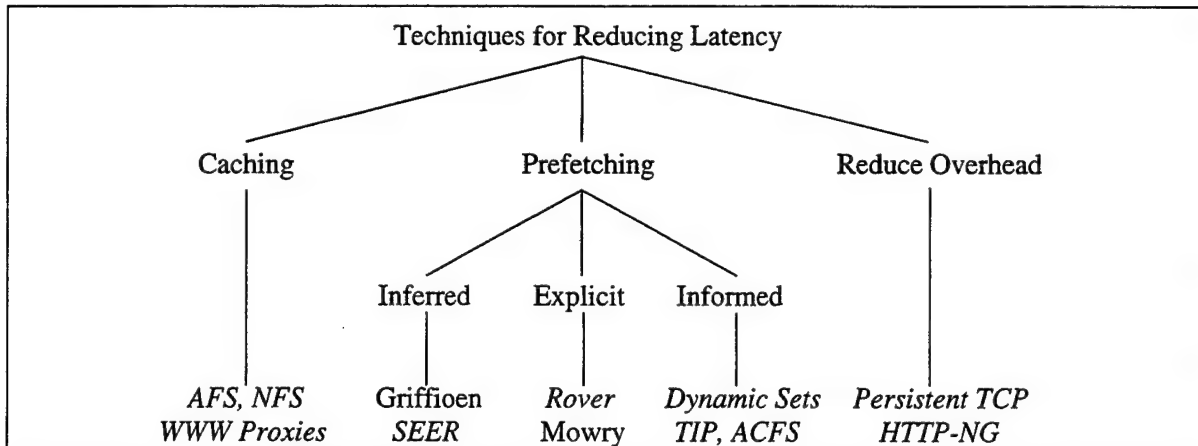 Techniques for Reducing Latency
Caching Prefetching Reduce Overhead
Inferred Explicit Informed
AFS, NFS Griffioen Rover Dynamic Sets Persistent TCP
WWW Proxies SEER Mowry TIP, ACFS HTTP-NG